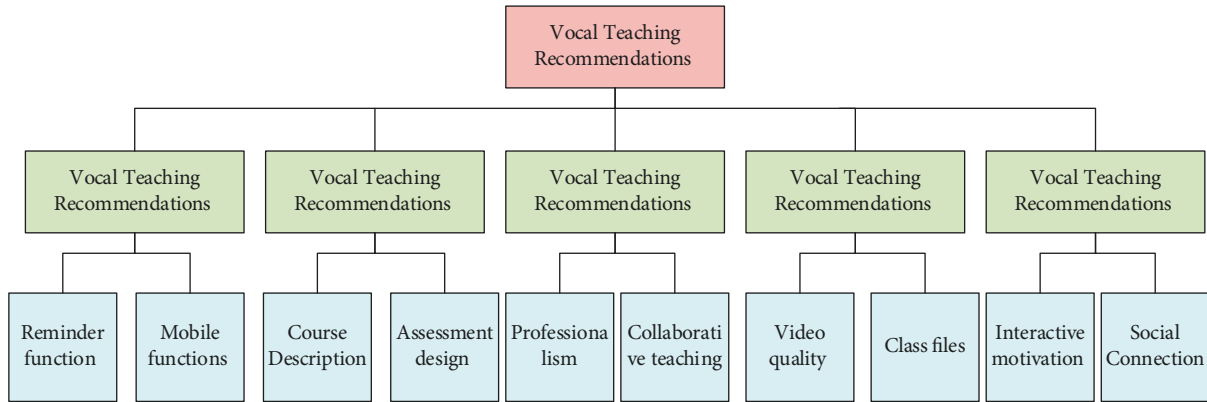 Vocal Teaching
Recommendations
Vocal Teaching
Recommendations
Vocal Teaching
Recommendations
Vocal Teaching
Recommendations
Vocal Teaching
Recommendations
Vocal Teaching
Recommendations
Reminder
function
Mobile
functions
Course
Description
Assessment
design
Professiona
lism
Collaborati
ve teaching
Video
quality
Class files
Interactive
motivation
Social
Connection